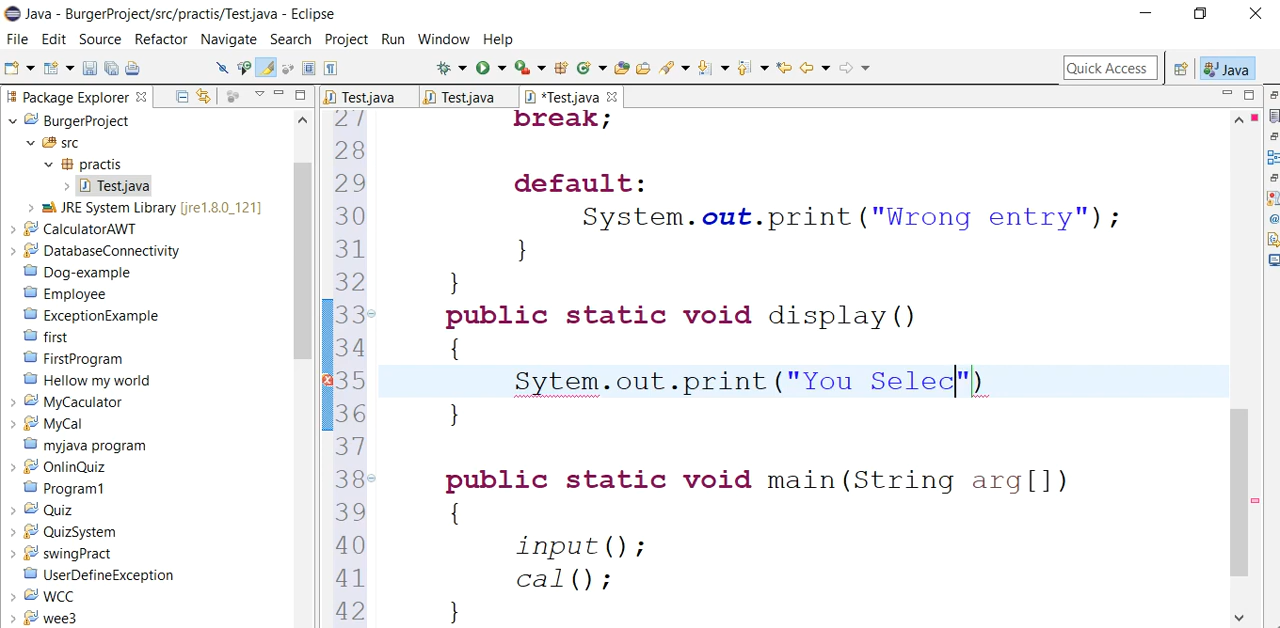 Java - BurgerProject/src/practis/Test.java - Eclipse
File Edit Source Refactor Navigate Search Project Run Window Help
Quick Access Java
Package Explorer
Test.java Test.java *Test.java
BurgerProject
src
practis
Test.java
JRE System Library [jre1.8.0_121]
CalculatorAWT
DatabaseConnectivity
Dog-example
Employee
ExceptionExample
first
FirstProgram
Hellow my world
MyCaculator
MyCal
myjava program
OnlinQuiz
Program1
Quiz
QuizSystem
swingPract
UserDefineException
WCC
wee3
27 break;
28
29 default:
30 System.out.print("Wrong entry");
31 }
32 }
33 public static void display()
34 {
35 Sytem.out.print("You Selec")
36 }
37
38 public static void main(String arg[])
39 {
40 input();
41 cal();
42 }